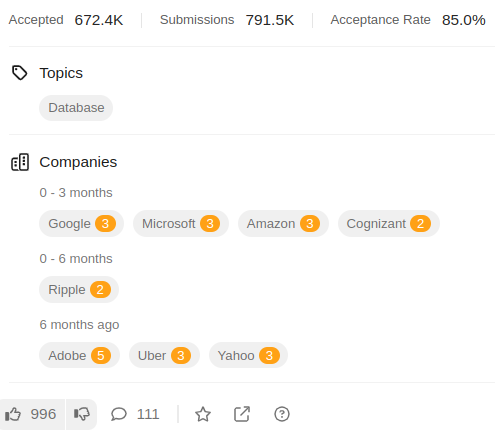 Accepted 672.4K Submissions 791.5K Acceptance Rate 85.0%
Topics
Database
Companies
0 - 3 months
Google 3 Microsoft 3 Amazon 3 Cognizant 2
0 - 6 months
Ripple 2
6 months ago
Adobe 5 Uber 3 Yahoo 3
996 111